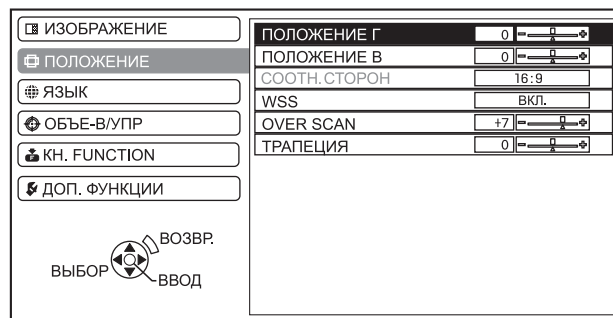 ИЗОБРАЖЕНИЕ
ПОЛОЖЕНИЕ
ЯЗЫК
ОБЪЕ-В/УПР
КН. FUNCTION
ДОП. ФУНКЦИИ
ВОЗВР.
ВЫБОР
ВВОД
ПОЛОЖЕНИЕ Г 0
ПОЛОЖЕНИЕ В 0
СООТН.СТОРОН 16:9
WSS ВКЛ.
OVER SCAN +7
ТРАПЕЦИЯ 0